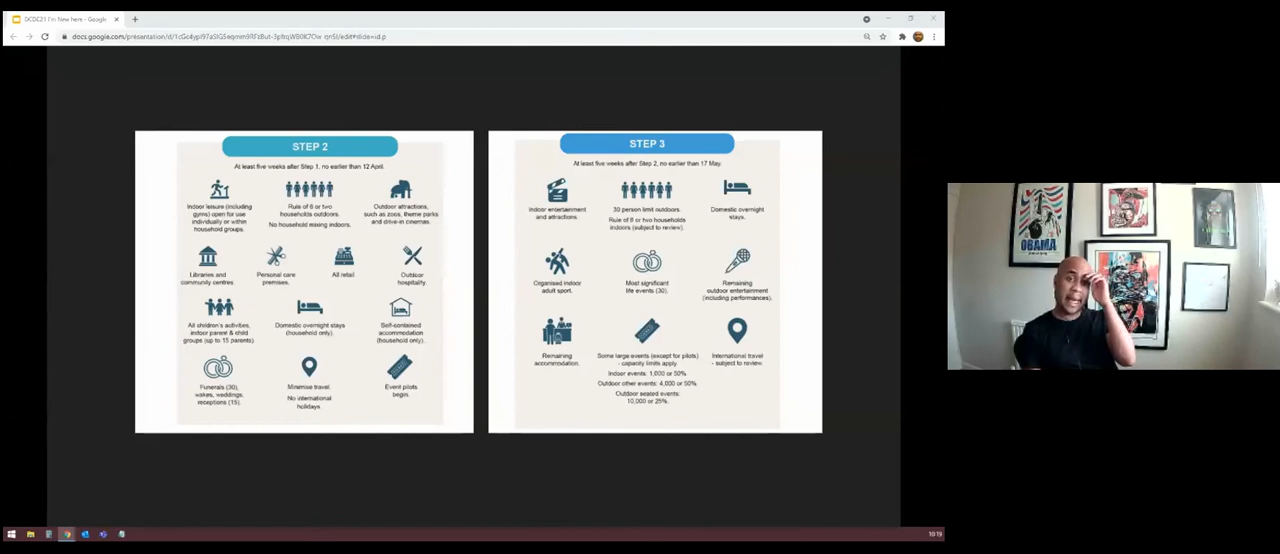 DCDC21 I'm New here - Google
STEP 2
At least five weeks after Step 1, no earlier than 12 April.
Indoor leisure (including
gyms) open for use
individually or within
household groups.
Rule of 6 or two
households outdoors.
No household mixing indoors.
Outdoor attractions,
such as zoos, theme parks
and drive-in cinemas.
Libraries and
community centres.
Personal care
premises.
All retail
Outdoor
hospitality.
All children's activities,
indoor parent & child
groups (up to 15 parents).
Domestic overnight stays
(household only).
Self-contained
accommodation
(household only).
Funerals (30),
wakes, weddings,
receptions (15).
Minimise travel.
No international
holidays.
Event pilots
begin.
STEP 3
At least five weeks after Step 2, no earlier than 17 May.
Indoor entertainment
and attractions.
30 person limit outdoors.
Rule of 6 or two households
indoors (subject to review).
Domestic overnight
stays.
Organised indoor
adult sport.
Most significant
life events (30).
Remaining
outdoor entertainment
(including performances).
Remaining
accommodation.
Some large events (except for pilots)
- capacity limits apply.
Indoor events: 1,000 or 50%.
Outdoor other events: 4,000 or 50%.
Outdoor seated events:
10,000 or 25%.
International travel
- subject to review.
OBAMA
10:19